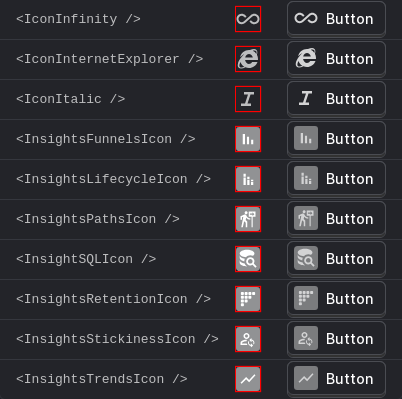 <IconInfinity /> Button
<IconInternetExplorer /> Button
<IconItalic /> Button
<InsightsFunnelsIcon /> Button
<InsightsLifecycleIcon /> Button
<InsightsPathsIcon /> Button
<InsightSQLIcon /> Button
<InsightsRetentionIcon /> Button
<InsightsStickinessIcon /> Button
<InsightsTrendsIcon /> Button